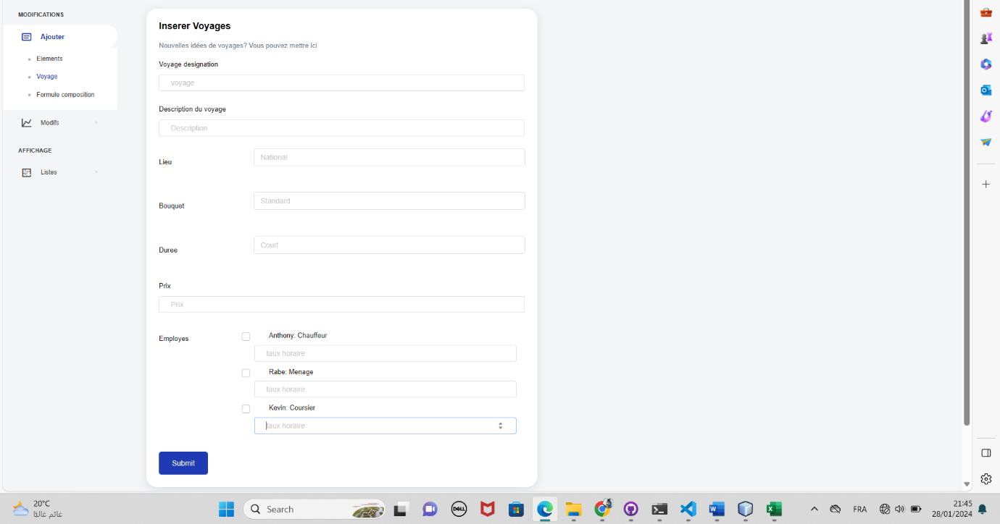 MODIFICATIONS
Ajouter
Elements
Voyage
Formule composition
Modifs
AFFICHAGE
Listes
Inserer Voyages
Nouvelles idées de voyages? Vous pouvez mettre ici
Voyage designation
voyage
Description du voyage
Description
Lieu
National
Bouquet
Standard
Duree
Court
Prix
Prix
Employes
Anthony: Chauffeur
taux horaire
Rabe: Menage
taux horaire
Kevin: Coursier
taux horaire
Submit
20°C
غائم غالبًا
Search
DELL
FRA
21:45
28/01/2024